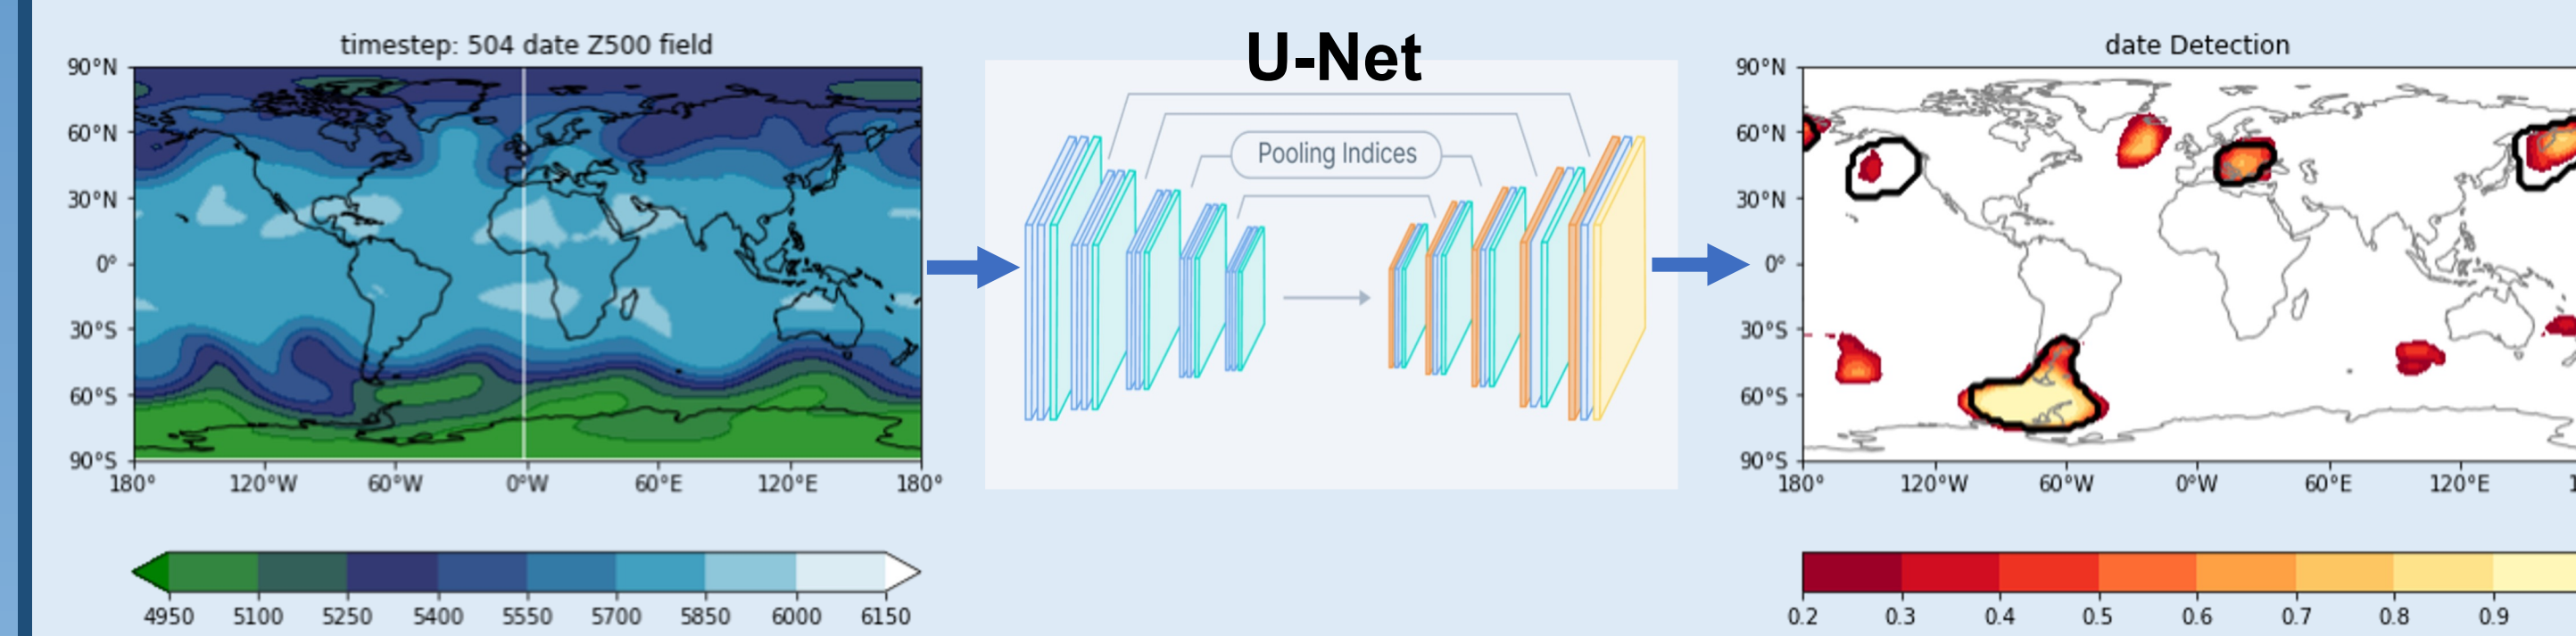 timestep: 504 date Z500 field
90°N
60°N
30°N
0°
30°S
60°S
90°S
180° 120°W 60°W 0°W 60°E 120°E 180°
4950 5100 5250 5400 5550 5700 5850 6000 6150
U-Net
Pooling Indices
date Detection
90°N
60°N
30°N
0°
30°S
60°S
90°S
180° 120°W 60°W 0°W 60°E 120°E
0.2 0.3 0.4 0.5 0.6 0.7 0.8 0.9